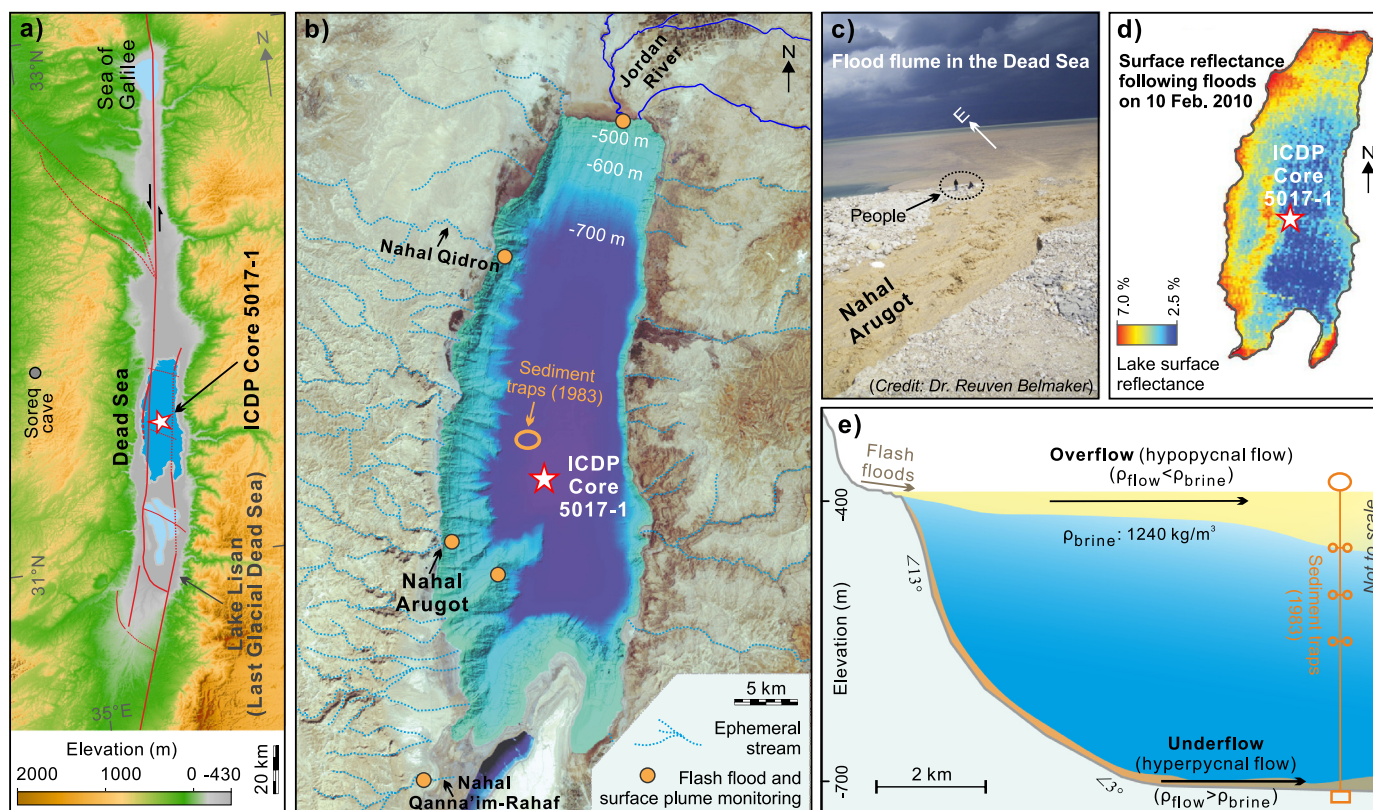 a)
N
33°N
Sea of
Galilee
ICDP Core 5017-1
Soreq
cave
Dead Sea
31°N
Lake Lisan
(Last Glacial Dead Sea)
35°E
Elevation (m)
2000
1000
0
-430
20 km
b)
Jordan
River
N
-500 m
-600 m
-700 m
Nahal Qidron
Sediment
traps (1983)
ICDP
Core
5017-1
Nahal
Arugot
5 km
Ephemeral
stream
Flash flood and
surface plume monitoring
Nahal
Qanna'im-Rahaf
c)
Flood flume in the Dead Sea
E
People
Nahal
Arugot
(Credit: Dr. Reuven Belmaker)
d)
Surface reflectance
following floods
on 10 Feb. 2010
N
ICDP
Core
5017-1
7.0 %
2.5 %
Lake surface
reflectance
e)
Flash
floods
Overflow (hypopycnal flow)
(ρflow<ρbrine)
-400
ρbrine: 1240 kg/m³
Not to scale
∠13°
Sediment traps
(1983)
Elevation (m)
2 km
Underflow
(hyperpycnal flow)
-700
∠3°
(ρflow>ρbrine)